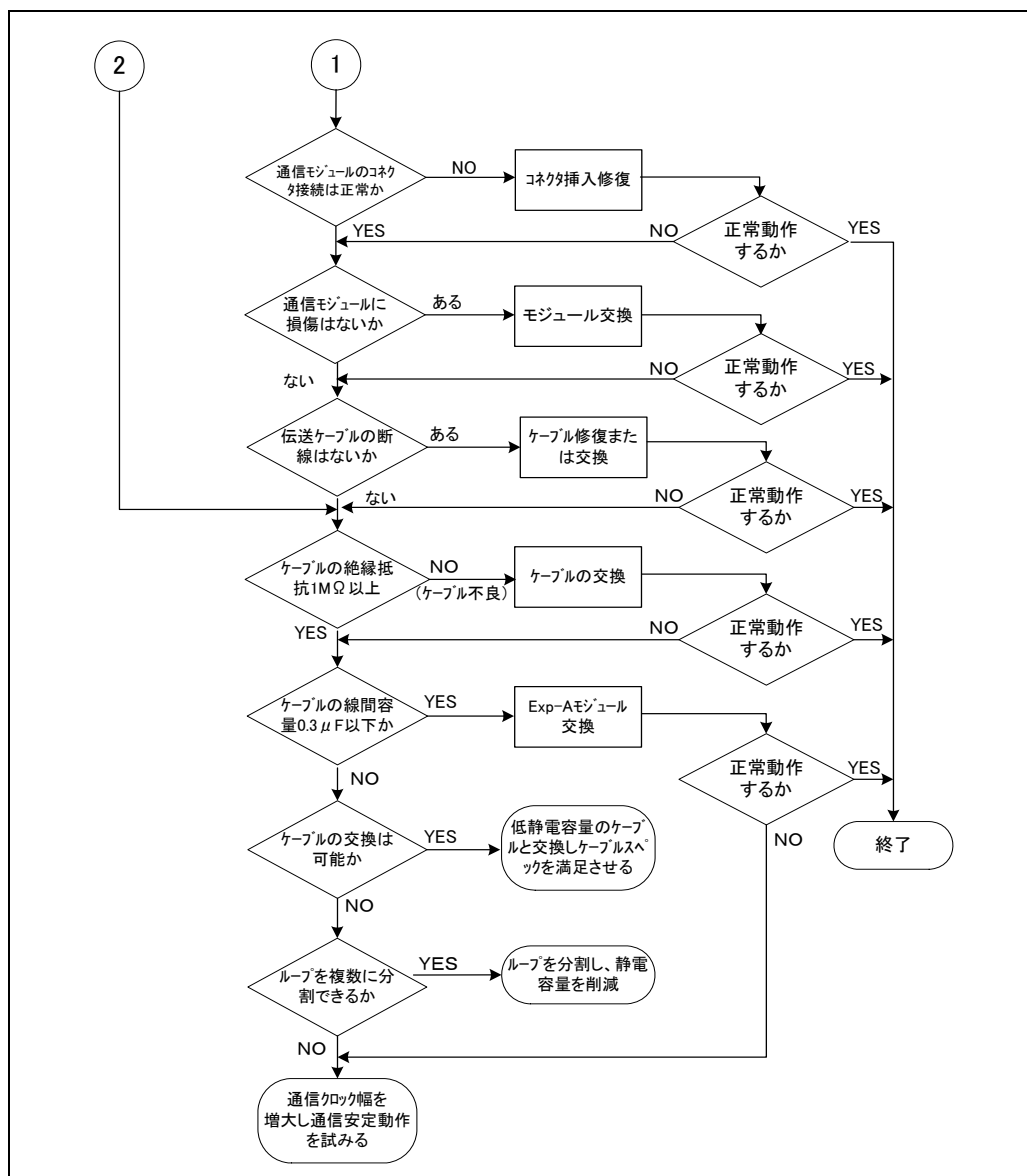 2
1
通信ﾓｼﾞｭｰﾙのｺﾈｸ
ﾀ接続は正常か
NO
ｺﾈｸﾀ挿入修復
正常動作
するか
NO
YES
YES
通信ﾓｼﾞｭｰﾙに
損傷はないか
ある
モジュール交換
正常動作
するか
NO
YES
ない
伝送ケーブルの断
線はないか
ある
ｹｰﾌﾞﾙ修復また
は交換
正常動作
するか
NO
YES
ない
ｹｰﾌﾞﾙの絶縁抵
抗1MΩ以上
NO
(ｹｰﾌﾞﾙ不良)
ｹｰﾌﾞﾙの交換
正常動作
するか
NO
YES
YES
ｹｰﾌﾞﾙの線間容
量0.3μF以下か
YES
Exp-Aﾓｼﾞｭｰﾙ
交換
正常動作
するか
YES
NO
NO
ｹｰﾌﾞﾙの交換は
可能か
YES
低静電容量のｹｰﾌﾞ
ﾙと交換しｹｰﾌﾞﾙｽﾍﾟ
ｯｸを満足させる
終了
NO
ﾙｰﾌﾟを複数に分
割できるか
YES
ﾙｰﾌﾟを分割し、静電
容量を削減
NO
通信ｸﾛｯｸ幅を
増大し通信安定動作
を試みる